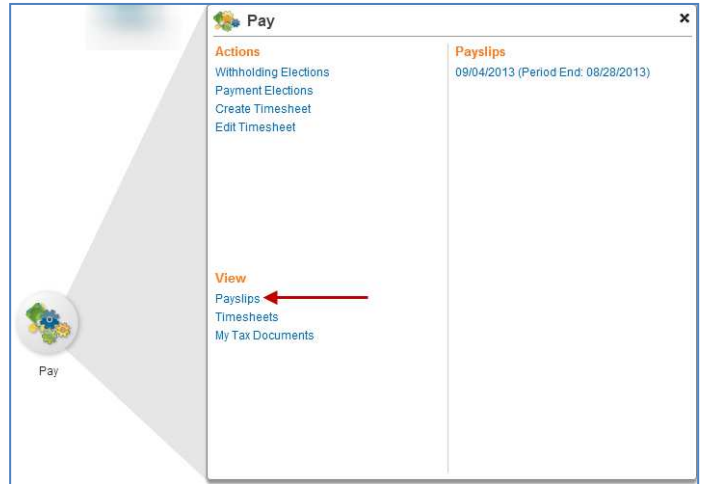 Pay
Actions
Withholding Elections
Payment Elections
Create Timesheet
Edit Timesheet
View
Payslips
Timesheets
My Tax Documents
Payslips
09/04/2013 (Period End: 08/28/2013)
Pay